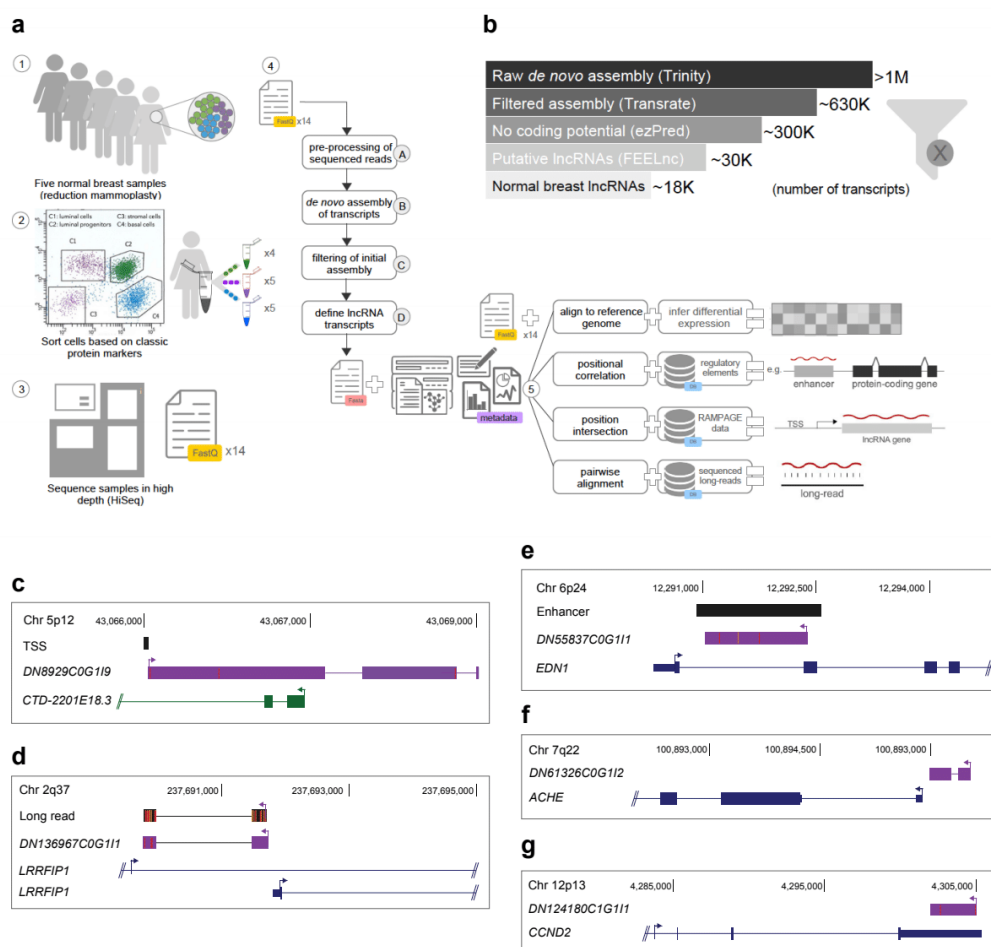 a
1
Five normal breast samples
(reduction mammoplasty)
2
C1: luminal cells
C3: stromal cells
C2: luminal progenitors
C4: basal cells
C1
C2
C3
C4
x4
x5
x5
Sort cells based on classic
protein markers
3
FastQ
x14
Sequence samples in high
depth (HiSeq)
4
FastQ
x14
pre-processing of
sequenced reads
A
de novo assembly
of transcripts
B
filtering of initial
assembly
C
define lncRNA
transcripts
D
Fasta
metadata
5
FastQ
x14
align to reference
genome
infer differential
expression
positional
correlation
regulatory
elements
DB
e.g.
enhancer
protein-coding gene
position
intersection
RAMPAGE
data
DB
TSS
lncRNA gene
pairwise
alignment
sequenced
long-reads
DB
long-read
b
Raw de novo assembly (Trinity)
>1M
Filtered assembly (Transrate)
~630K
No coding potential (ezPred)
~300K
Putative lncRNAs (FEELnc)
~30K
Normal breast lncRNAs
~18K
(number of transcripts)
X
c
Chr 5p12
43,066,000
43,067,000
43,069,000
TSS
DN8929C0G1I9
CTD-2201E18.3
d
Chr 2q37
237,691,000
237,693,000
237,695,000
Long read
DN136967C0G1I1
LRRFIP1
LRRFIP1
e
Chr 6p24
12,291,000
12,292,500
12,294,000
Enhancer
DN55837C0G1I1
EDN1
f
Chr 7q22
100,893,000
100,894,500
100,893,000
DN61326C0G1I2
ACHE
g
Chr 12p13
4,285,000
4,295,000
4,305,000
DN124180C1G1I1
CCND2